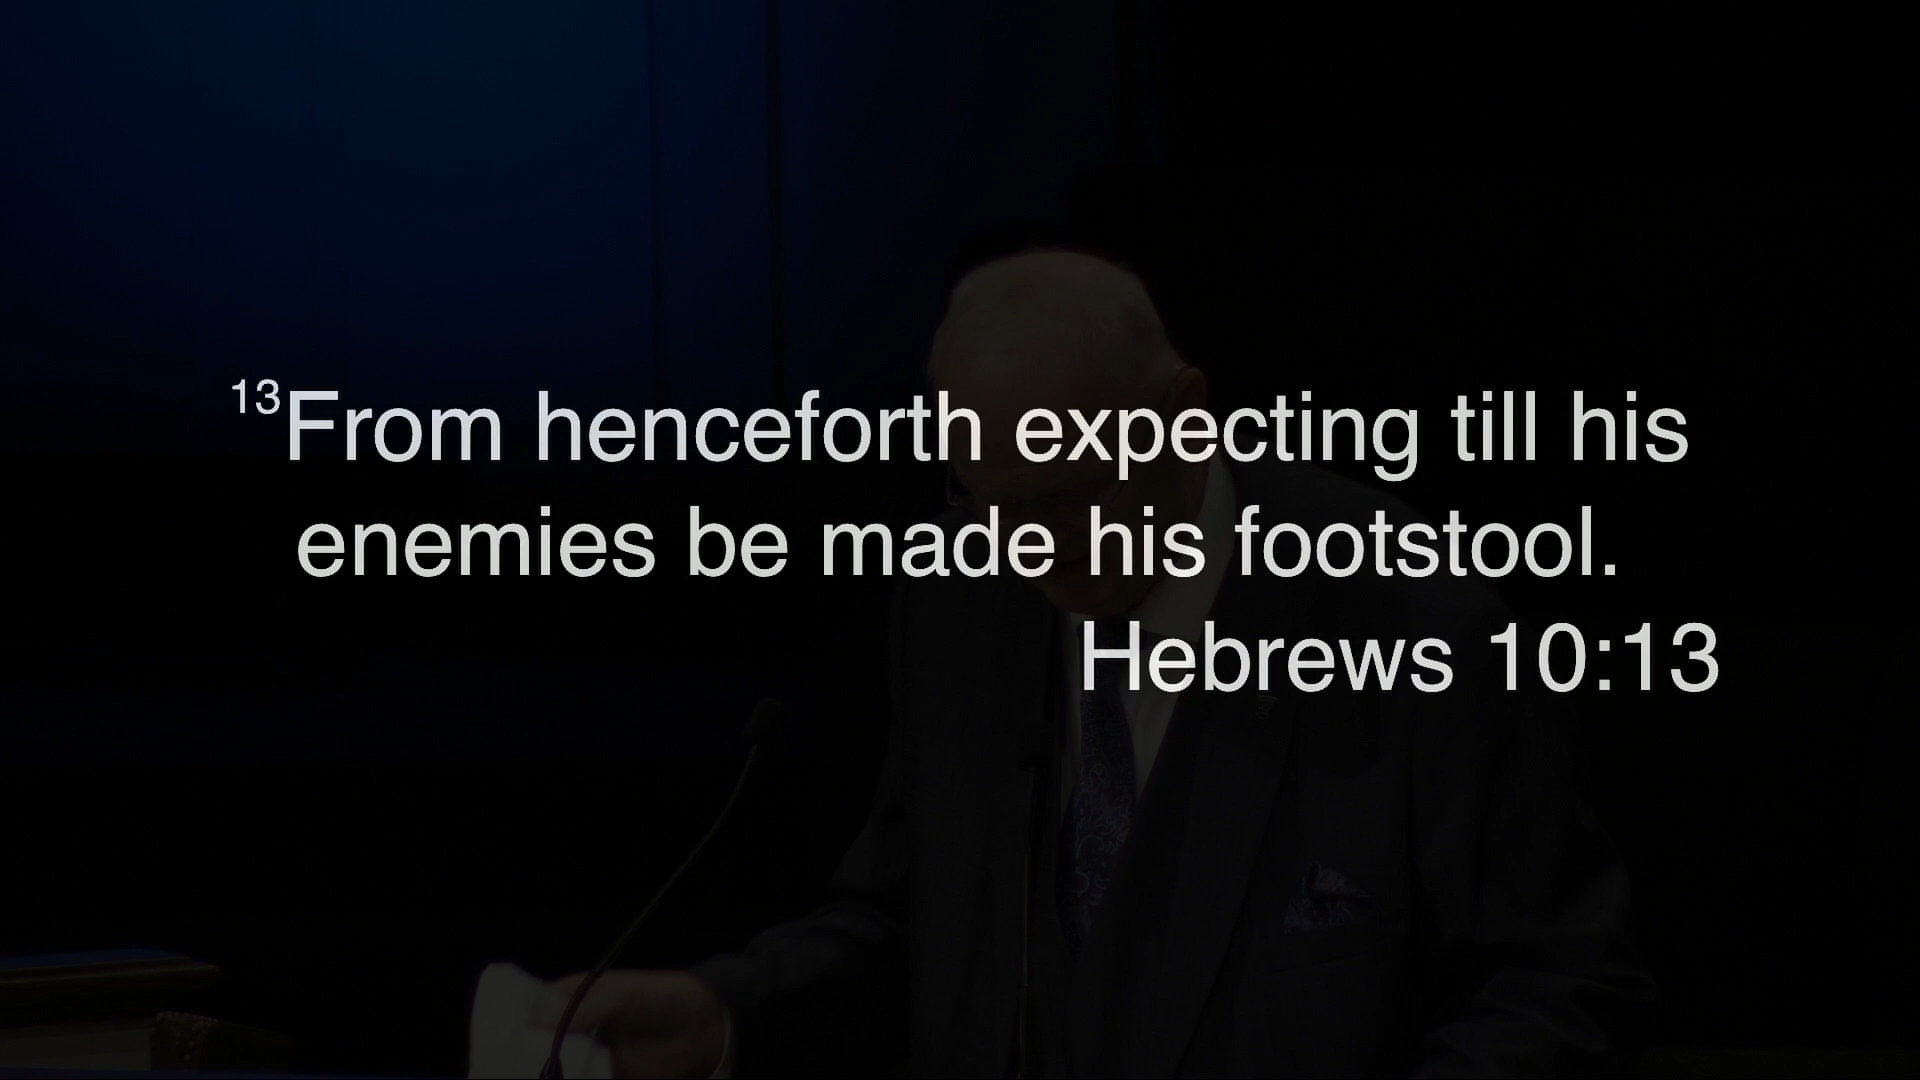 13From henceforth expecting till his
enemies be made his footstool.
Hebrews 10:13